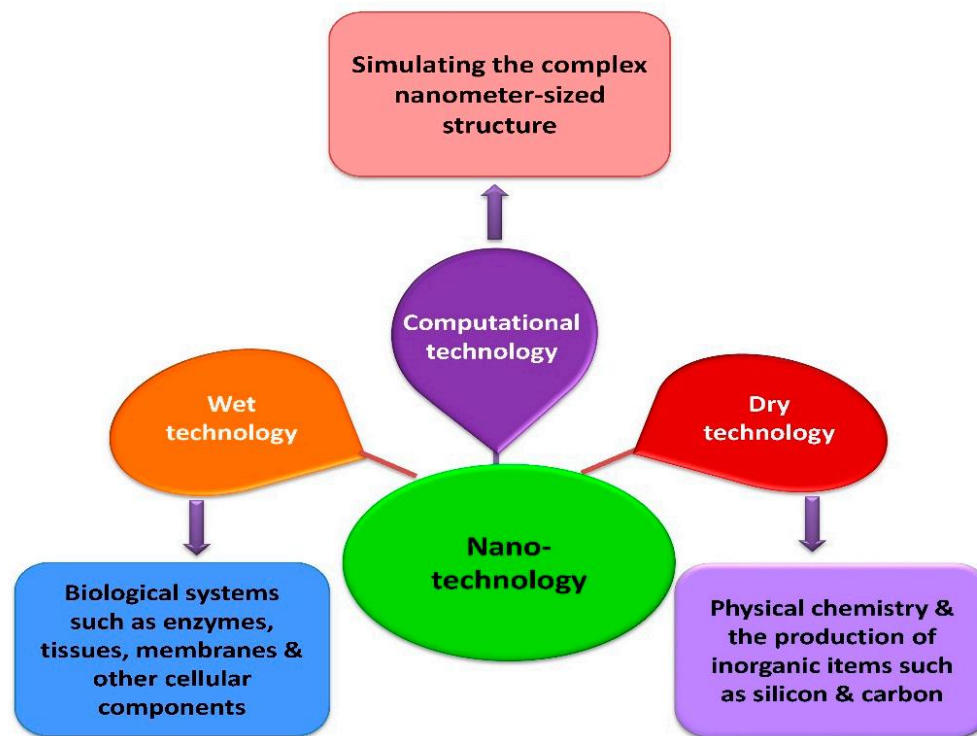 Simulating the complex
nanometer-sized
structure
Computational
technology
Wet
technology
Dry
technology
Nano-
technology
Biological systems
such as enzymes,
tissues, membranes &
other cellular
components
Physical chemistry &
the production of
inorganic items such
as silicon & carbon